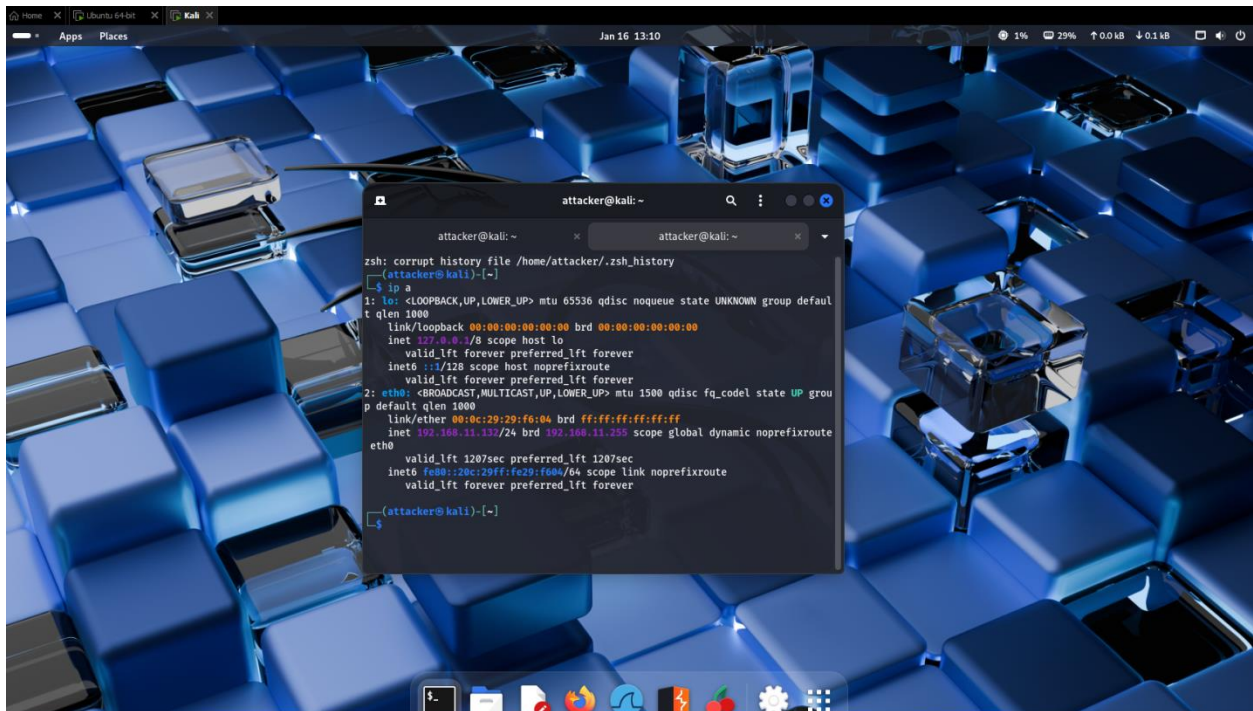 Home Ubuntu 64-bit Kali
Apps Places Jan 16 13:10 1% 29% ↑ 0.0 kB ↓ 0.1 kB
attacker@kali: ~
attacker@kali: ~ attacker@kali: ~
zsh: corrupt history file /home/attacker/.zsh_history
┌──(attacker㉿kali)-[~]
└─$ ip a
1: lo: <LOOPBACK,UP,LOWER_UP> mtu 65536 qdisc noqueue state UNKNOWN group defaul
t qlen 1000
    link/loopback 00:00:00:00:00:00 brd 00:00:00:00:00:00
    inet 127.0.0.1/8 scope host lo
       valid_lft forever preferred_lft forever
    inet6 ::1/128 scope host noprefixroute
       valid_lft forever preferred_lft forever
2: eth0: <BROADCAST,MULTICAST,UP,LOWER_UP> mtu 1500 qdisc fq_codel state UP grou
p default qlen 1000
    link/ether 00:0c:29:29:f6:04 brd ff:ff:ff:ff:ff:ff
    inet 192.168.11.132/24 brd 192.168.11.255 scope global dynamic noprefixroute
 eth0
       valid_lft 1207sec preferred_lft 1207sec
    inet6 fe80::20c:29ff:fe29:f604/64 scope link noprefixroute
       valid_lft forever preferred_lft forever
┌──(attacker㉿kali)-[~]
└─$
$_